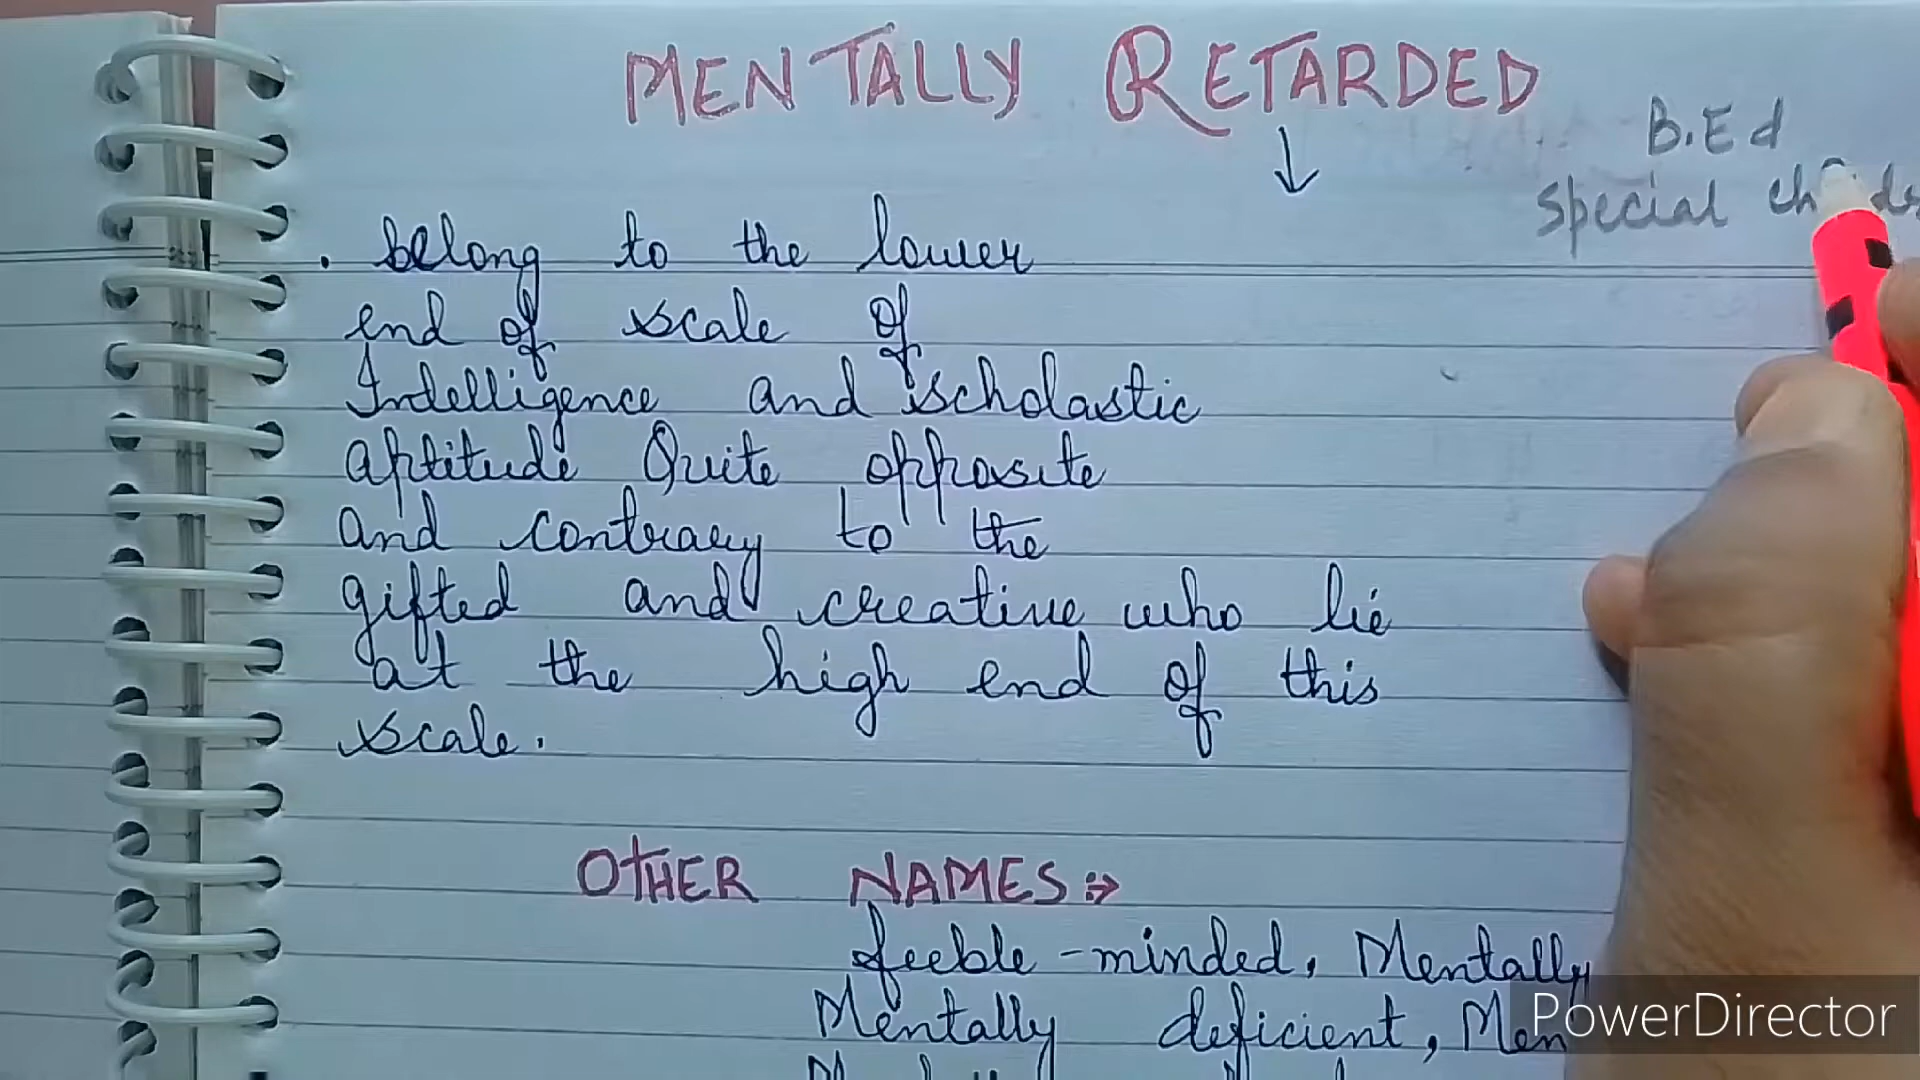 MENTALLY RETARDED
B.Ed
special
. belong to the lower
end of scale of
Intelligence and scholastic
aptitude Quite opposite
and contrary to the
gifted and creative who lie
at the high end of this
scale.
OTHER NAMES:→
feeble-minded, Mentally
Mentally deficient, Men
PowerDirector